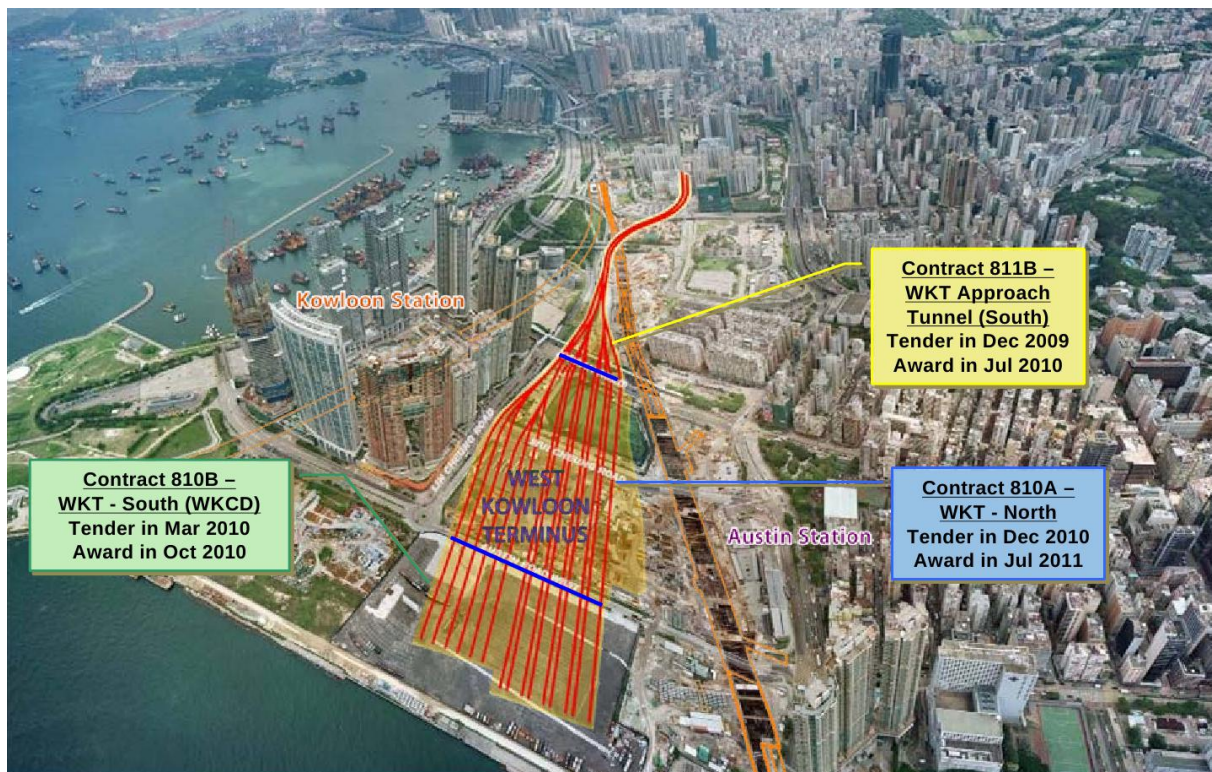 Kowloon Station
Contract 811B –
WKT Approach
Tunnel (South)
Tender in Dec 2009
Award in Jul 2010
Contract 810B –
WKT - South (WKCD)
Tender in Mar 2010
Award in Oct 2010
WEST
KOWLOON
TERMINUS
Contract 810A –
WKT - North
Tender in Dec 2010
Award in Jul 2011
Austin Station